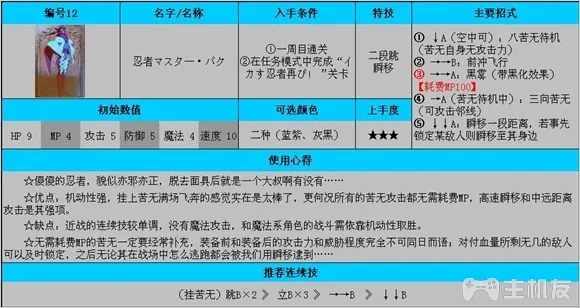 编号12 名字/名称 入手条件 特技 主要招式
忍者マスター・バク
①一周目通关
②在任务模式中完成“イカす忍者再び！”关卡
二段跳
瞬移
①↓A（空中可）：八苦无待机（苦无自身无攻击力）
②→→B：前冲飞行
③→→A：黑雾（带黑化效果）
【耗费MP100】
④→A（苦无待机中）：三向苦无（可攻击邻线）
⑤↓↓A：瞬移一段距离，若事先锁定某敌人则瞬移至其身边
初始数值 可选颜色 上手度
HP 9 MP 4 攻击 5 防御 5 魔法 4 速度 10 二种（蓝紫、灰黑） ★★★
使用心得
☆傻傻的忍者，貌似亦邪亦正，脱去面具后就是一个大叔啊有没有……
☆优点，机动性强，挂上苦无满场飞奔的感觉实在是太棒了，更何况所有的苦无攻击都无需耗费MP，高速瞬移和中远距离
攻击是其强项。
☆缺点：近战的连续技较单调，没有魔法攻击，和魔法系角色的战斗需依靠机动性取胜。
☆无需耗费MP的苦无一定要经常补充，装备前和装备后的攻击力和威胁程度完全不可同日而语；对付血量所剩无几的敌人
可以及时锁定，之后无论其在战场中怎么逃跑都会被我们用瞬移逮到……
推荐连续技
（挂苦无）跳B×2 》 立B×3 》 →→B 》 ↓↓B
主机友